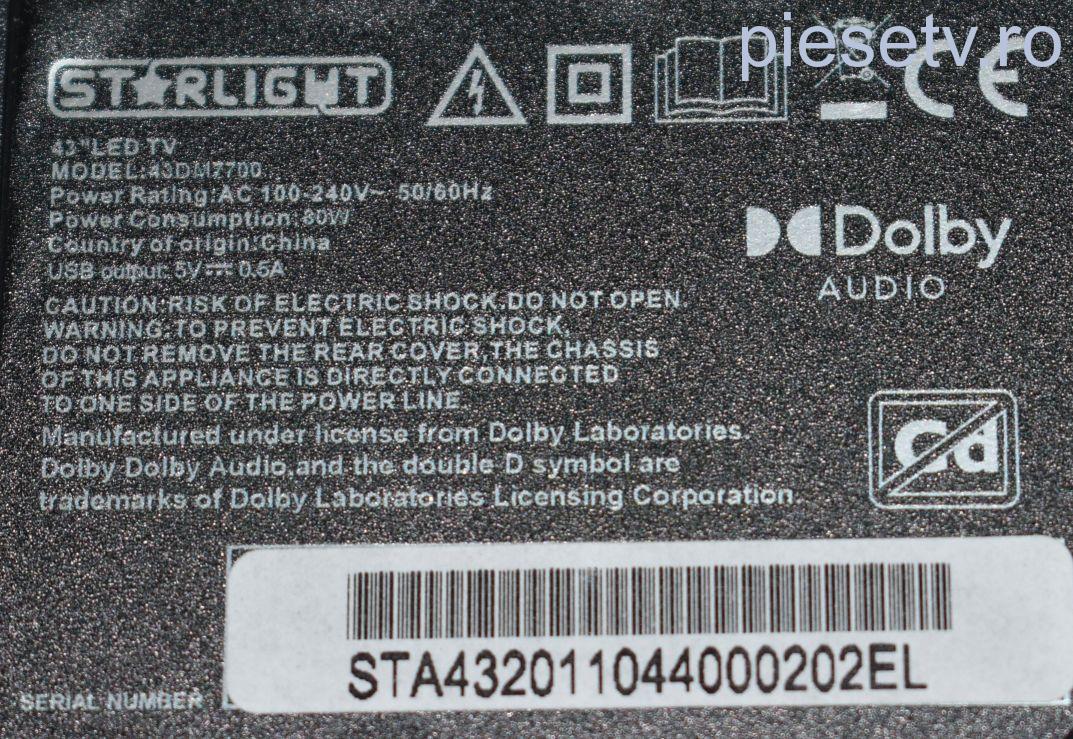 piesetv.ro
STARLIGHT
43"LED TV
MODEL:43DM7700
Power Rating:AC 100-240V~ 50/60Hz
Power Consumption:80W
Country of origin:China
USB output: 5V⎓ 0.5A
CAUTION:RISK OF ELECTRIC SHOCK.DO NOT OPEN.
WARNING:TO PREVENT ELECTRIC SHOCK,
DO NOT REMOVE THE REAR COVER,THE CHASSIS
OF THIS APPLIANCE IS DIRECTLY CONNECTED
TO ONE SIDE OF THE POWER LINE.
Manufactured under license from Dolby Laboratories.
Dolby Dolby Audio,and the double D symbol are
trademarks of Dolby Laboratories Licensing Corporation.
CE
Dolby
AUDIO
Cd
STA432011044000202EL
SERIAL NUMBER